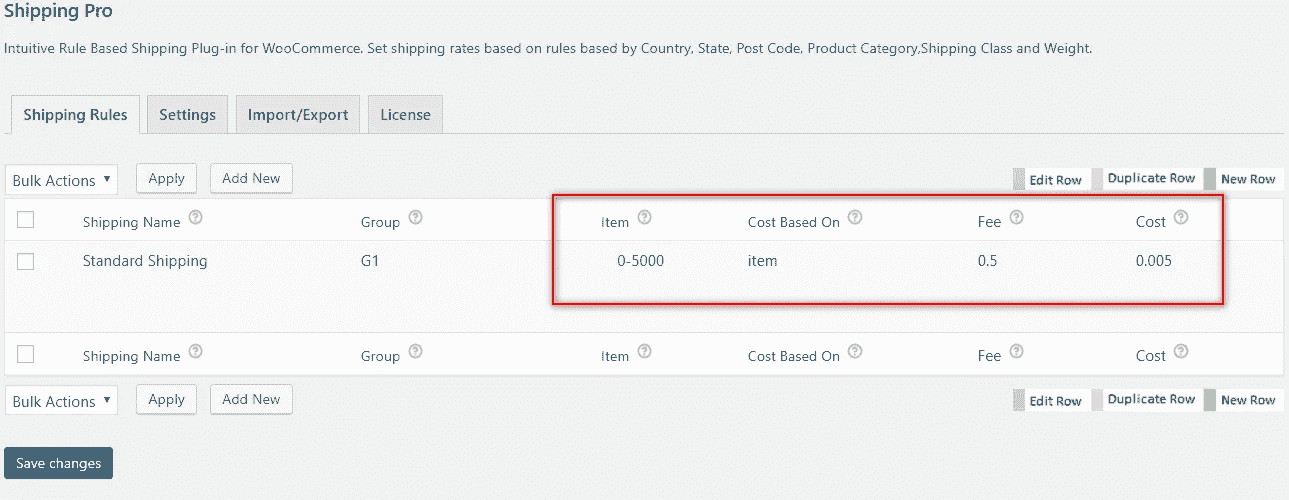 Shipping Pro
Intuitive Rule Based Shipping Plug-in for WooCommerce. Set shipping rates based on rules based by Country, State, Post Code, Product Category,Shipping Class and Weight.
Shipping Rules Settings Import/Export License
Bulk Actions Apply Add New Edit Row Duplicate Row New Row
Shipping Name ? Group ? Item ? Cost Based On ? Fee ? Cost ?
Standard Shipping G1 0-5000 item 0.5 0.005
Shipping Name ? Group ? Item ? Cost Based On ? Fee ? Cost ?
Bulk Actions Apply Add New Edit Row Duplicate Row New Row
Save changes